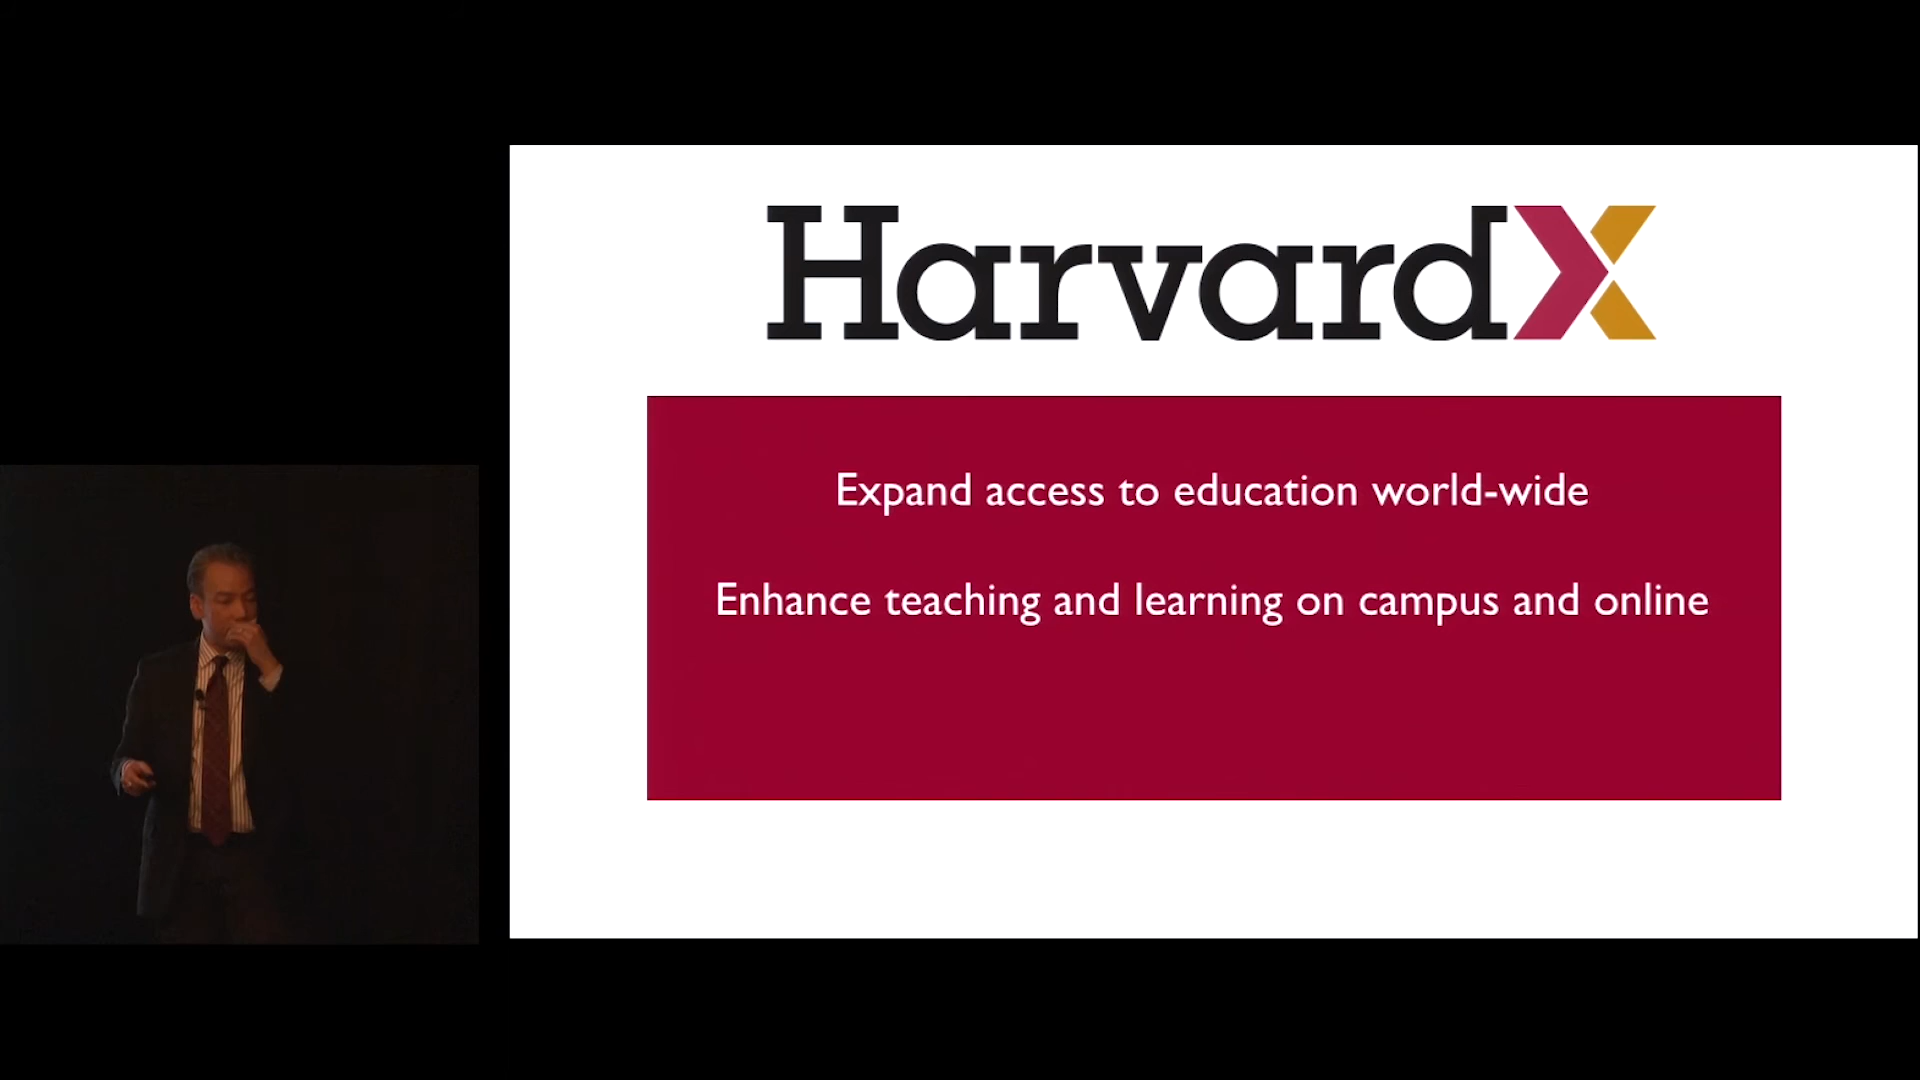 HarvardX
Expand access to education world-wide
Enhance teaching and learning on campus and online